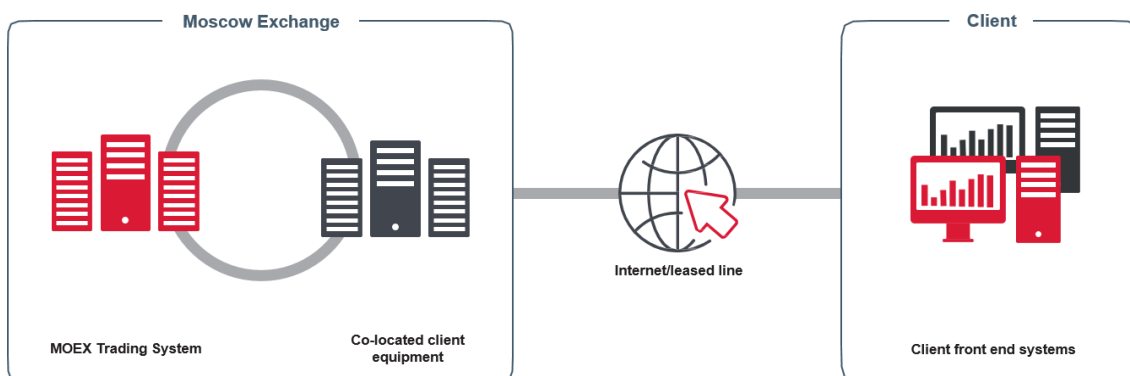 Moscow Exchange
Client
Internet/leased line
MOEX Trading System
Co-located client
equipment
Client front end systems